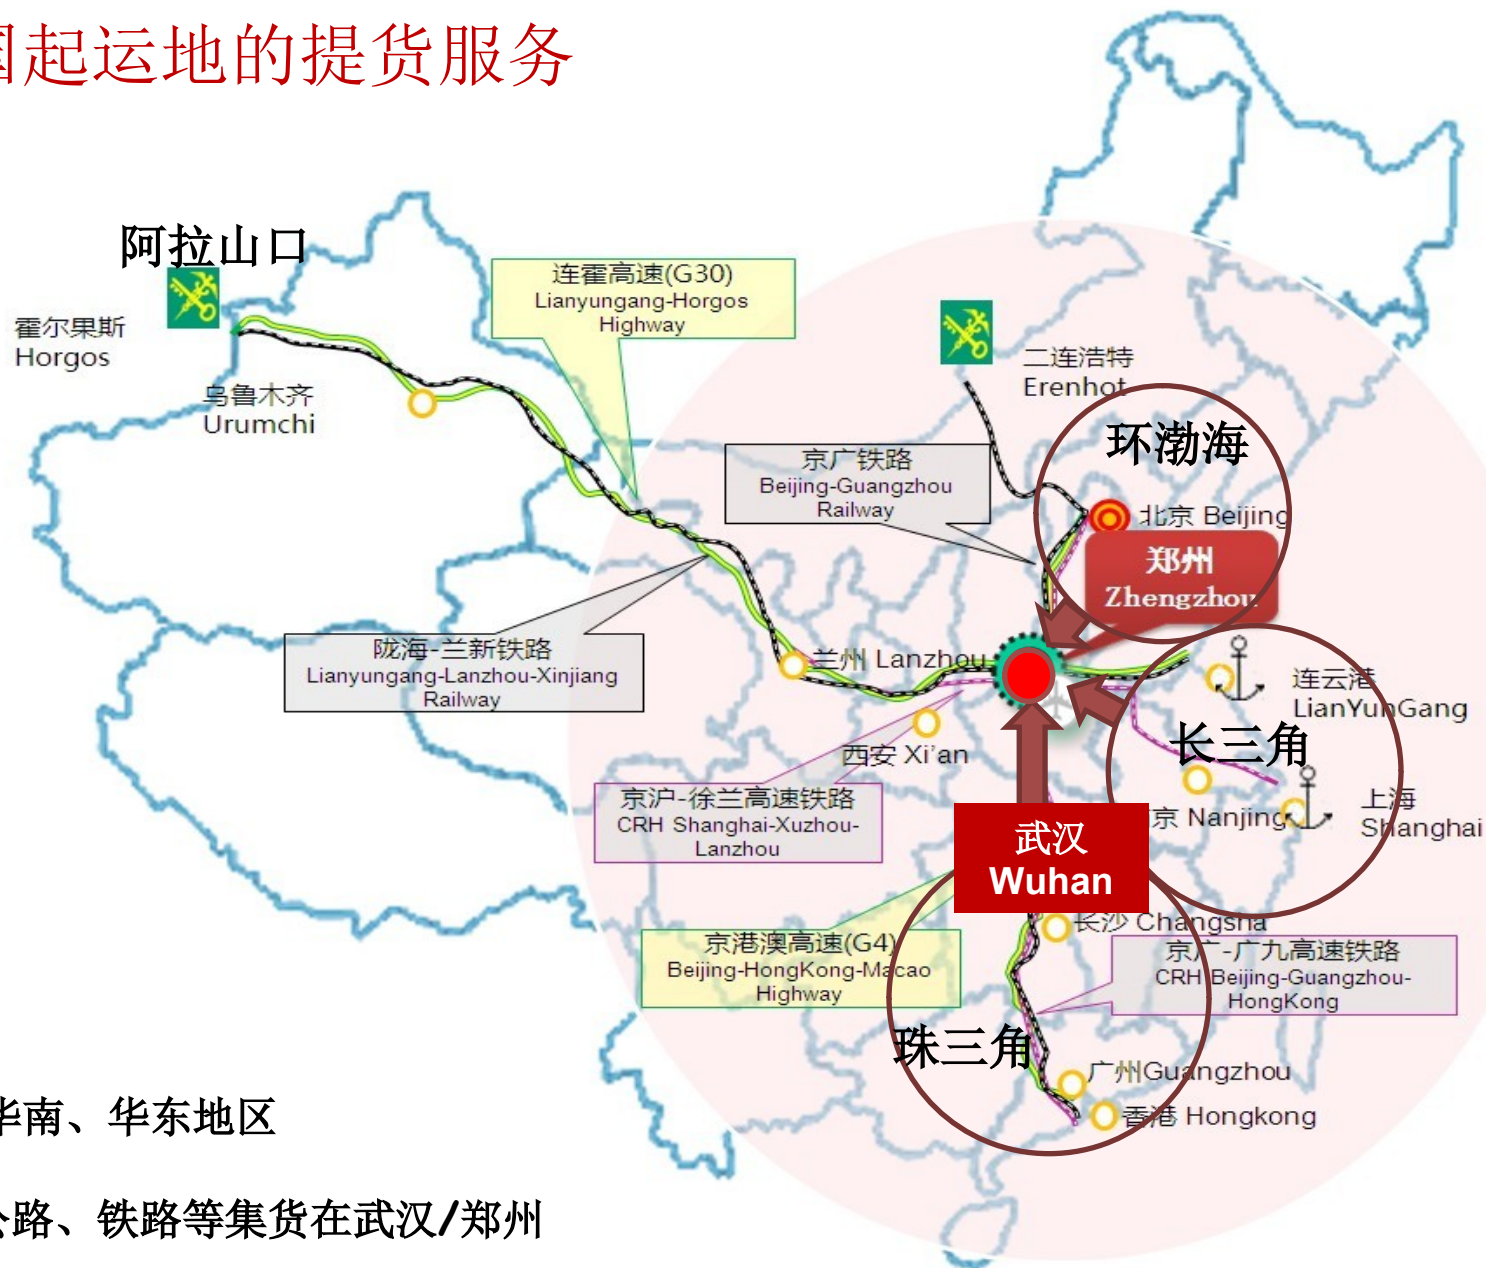 国起运地的提货服务
阿拉山口
霍尔果斯
Horgos
乌鲁木齐
Urumchi
连霍高速(G30)
Lianyungang-Horgos
Highway
二连浩特
Erenhot
环渤海
京广铁路
Beijing-Guangzhou
Railway
北京 Beijing
郑州
Zhengzhou
陇海-兰新铁路
Lianyungang-Lanzhou-Xinjiang
Railway
兰州 Lanzhou
连云港
LianYunGang
西安 Xi'an
长三角
京沪-徐兰高速铁路
CRH Shanghai-Xuzhou-
Lanzhou
京 Nanjing
上海
Shanghai
武汉
Wuhan
长沙 Changsha
京港澳高速(G4)
Beijing-HongKong-Macao
Highway
京广-广九高速铁路
CRH Beijing-Guangzhou-
HongKong
珠三角
广州Guangzhou
香港 Hongkong
华南、华东地区
公路、铁路等集货在武汉/郑州